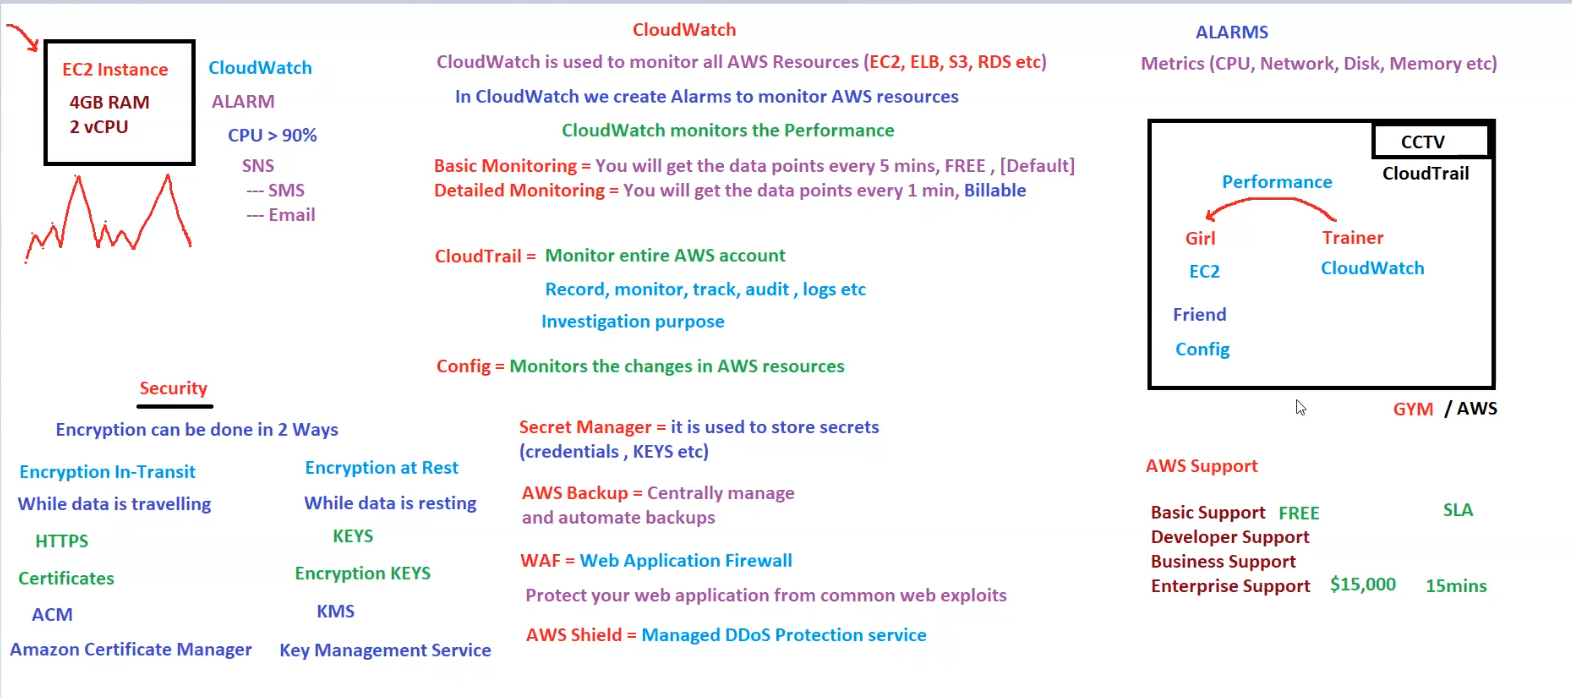 EC2 Instance
4GB RAM
2 vCPU
CloudWatch
ALARM
CPU > 90%
SNS
--- SMS
--- Email
CloudWatch
CloudWatch is used to monitor all AWS Resources (EC2, ELB, S3, RDS etc)
In CloudWatch we create Alarms to monitor AWS resources
CloudWatch monitors the Performance
Basic Monitoring = You will get the data points every 5 mins, FREE , [Default]
Detailed Monitoring = You will get the data points every 1 min, Billable
CloudTrail = Monitor entire AWS account
Record, monitor, track, audit , logs etc
Investigation purpose
Config = Monitors the changes in AWS resources
ALARMS
Metrics (CPU, Network, Disk, Memory etc)
CCTV
CloudTrail
Performance
Girl
Trainer
EC2
CloudWatch
Friend
Config
GYM / AWS
Security
Encryption can be done in 2 Ways
Encryption In-Transit
While data is travelling
HTTPS
Certificates
ACM
Amazon Certificate Manager
Encryption at Rest
While data is resting
KEYS
Encryption KEYS
KMS
Key Management Service
Secret Manager = it is used to store secrets
(credentials , KEYS etc)
AWS Backup = Centrally manage
and automate backups
WAF = Web Application Firewall
Protect your web application from common web exploits
AWS Shield = Managed DDoS Protection service
AWS Support
Basic Support FREE
SLA
Developer Support
Business Support
Enterprise Support $15,000 15mins